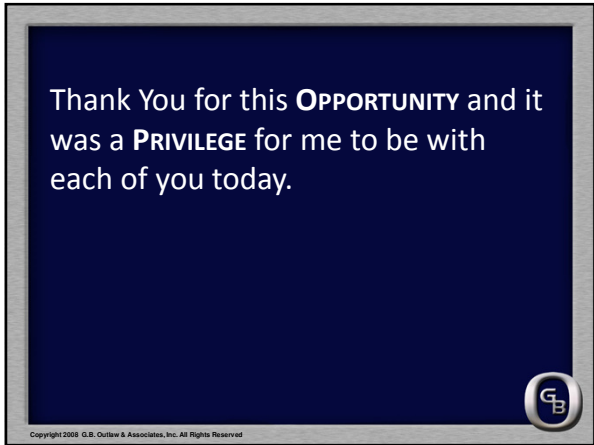 Thank You for this OPPORTUNITY and it
was a PRIVILEGE for me to be with
each of you today.
GB
Copyright 2008 G.B. Outlaw & Associates, Inc. All Rights Reserved